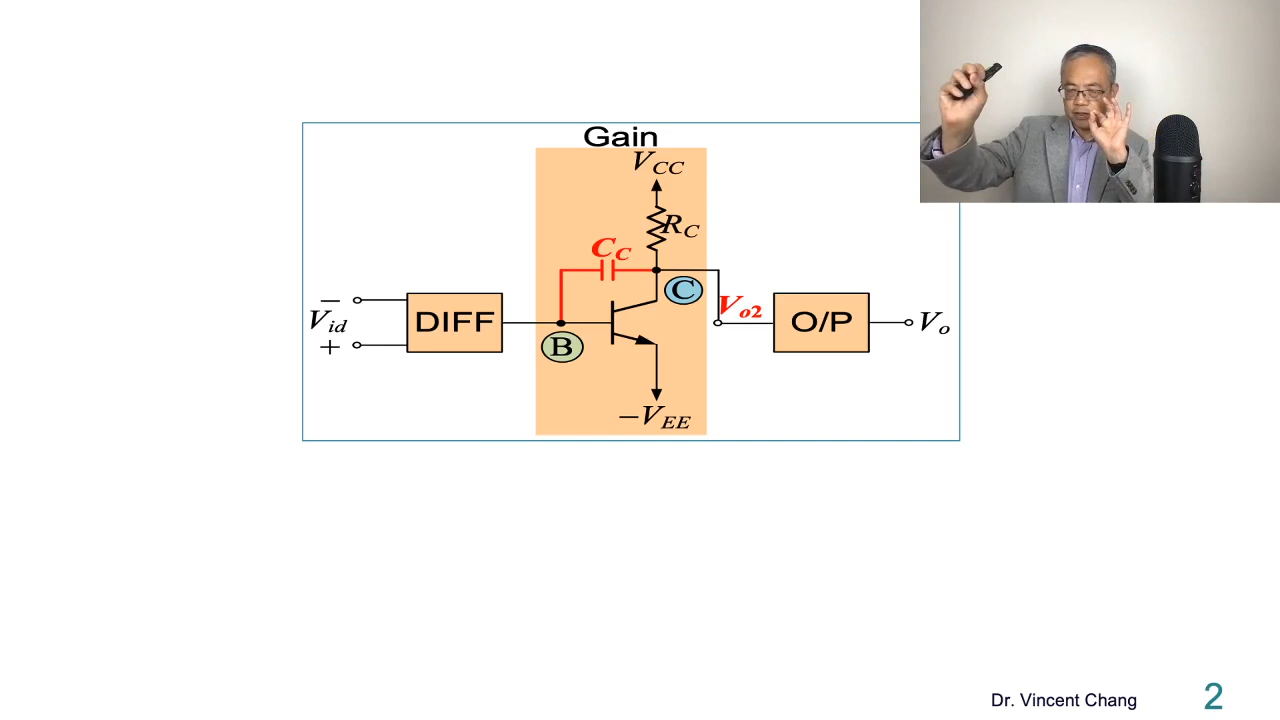 Gain
V_CC
R_C
C_C
C
−
V_id
+
DIFF
B
V_o2
O/P
V_o
−V_EE
Dr. Vincent Chang
2